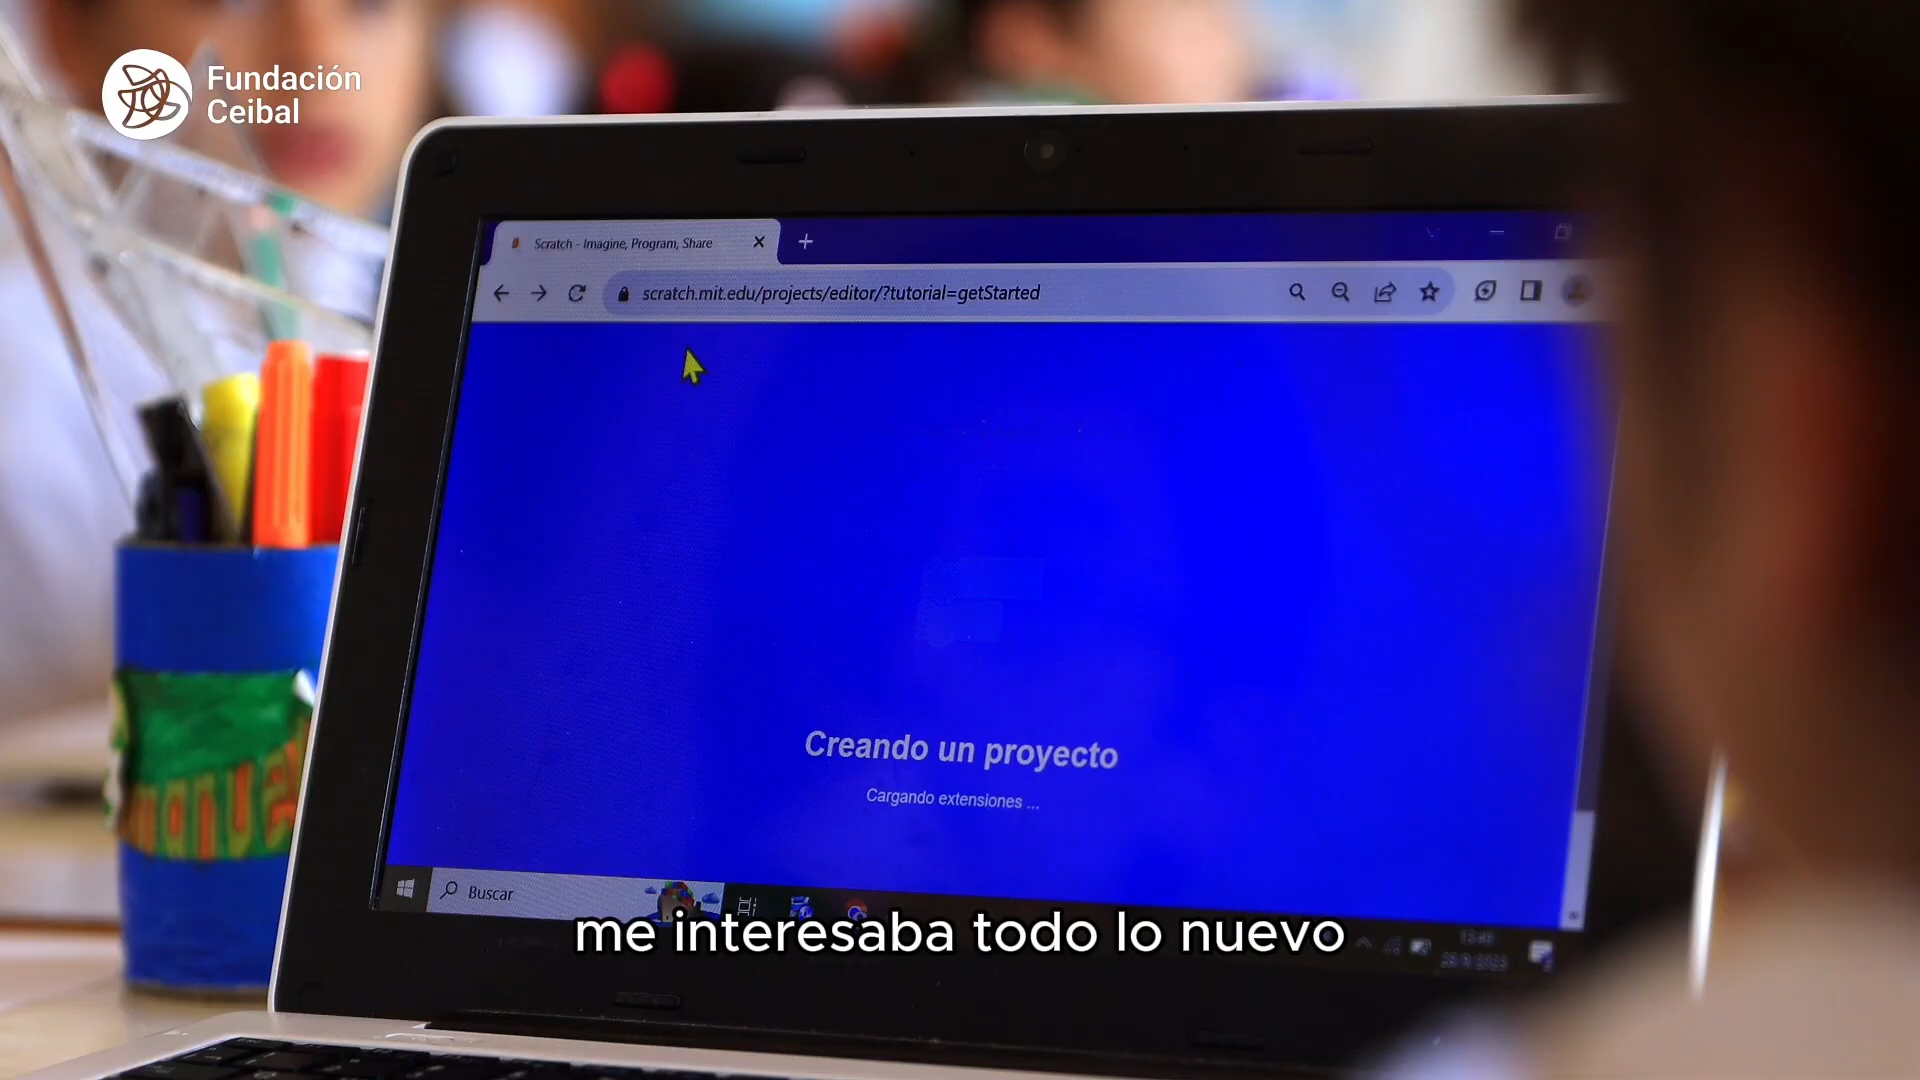 Fundación
Ceibal
Scratch - Imagine, Program, Share
scratch.mit.edu/projects/editor/?tutorial=getStarted
Creando un proyecto
Cargando extensiones ...
Buscar
me interesaba todo lo nuevo